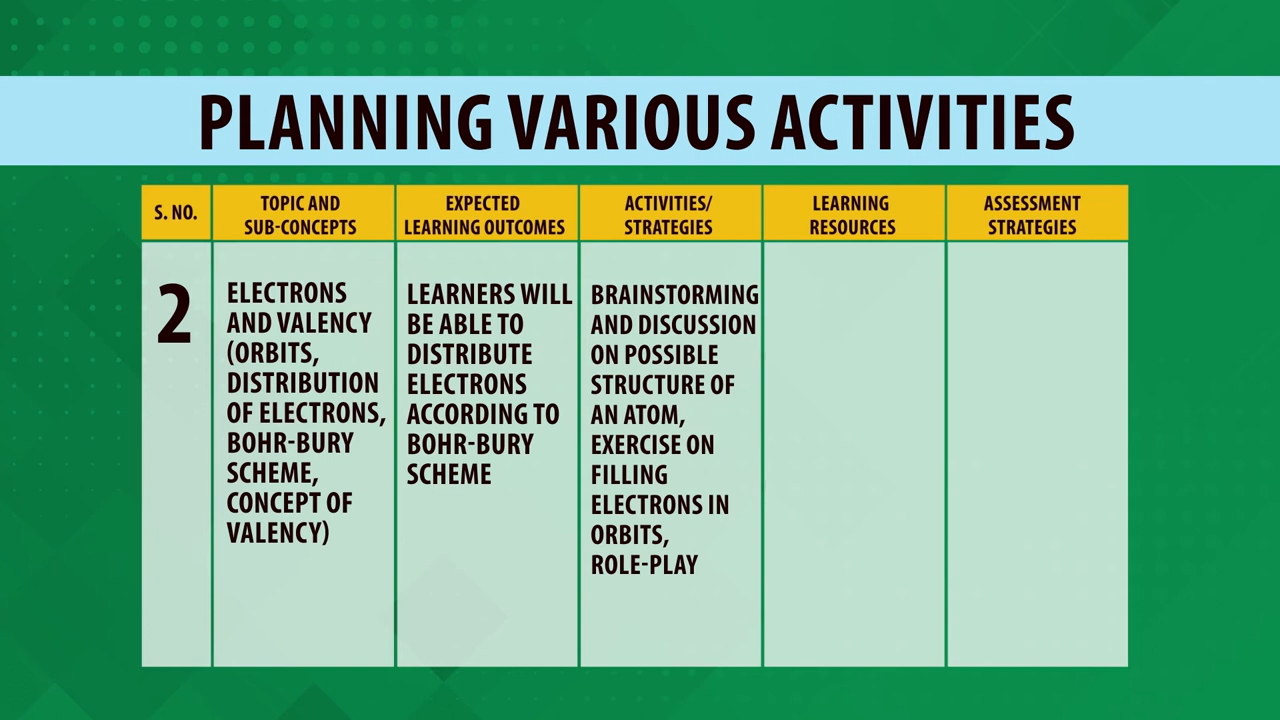 PLANNING VARIOUS ACTIVITIES
S. NO.
TOPIC AND
SUB-CONCEPTS
EXPECTED
LEARNING OUTCOMES
ACTIVITIES/
STRATEGIES
LEARNING
RESOURCES
ASSESSMENT
STRATEGIES
2
ELECTRONS
AND VALENCY
(ORBITS,
DISTRIBUTION
OF ELECTRONS,
BOHR-BURY
SCHEME,
CONCEPT OF
VALENCY)
LEARNERS WILL
BE ABLE TO
DISTRIBUTE
ELECTRONS
ACCORDING TO
BOHR-BURY
SCHEME
BRAINSTORMING
AND DISCUSSION
ON POSSIBLE
STRUCTURE OF
AN ATOM,
EXERCISE ON
FILLING
ELECTRONS IN
ORBITS,
ROLE-PLAY